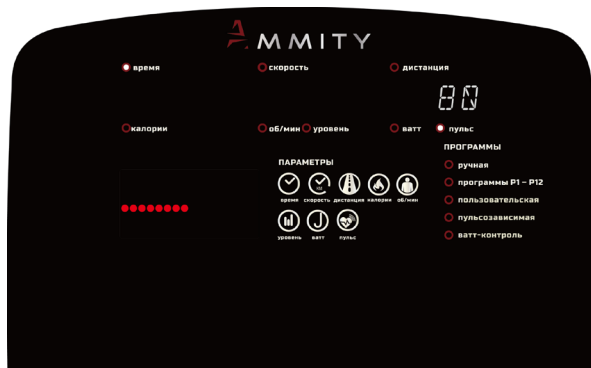 AMMITY
время скорость дистанция
80
калории об/мин уровень ватт пульс
ПРОГРАММЫ
ручная
программы P1 – P12
пользовательская
пульсозависимая
ватт-контроль
ПАРАМЕТРЫ
KM
время скорость дистанция калории об/мин
уровень ватт пульс